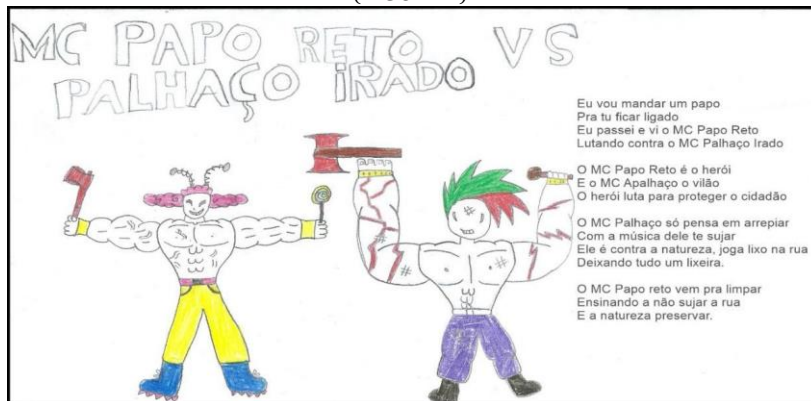 MC PAPO RETO VS
PALHAÇO IRADO
Eu vou mandar um papo
Pra tu ficar ligado
Eu passei e vi o MC Papo Reto
Lutando contra o MC Palhaço Irado
O MC Papo Reto é o herói
E o MC Apalhaço o vilão
O herói luta para proteger o cidadão
O MC Palhaço só pensa em arrepiar
Com a música dele te sujar
Ele é contra a natureza, joga lixo na rua
Deixando tudo um lixeira.
O MC Papo reto vem pra limpar
Ensinando a não sujar a rua
E a natureza preservar.